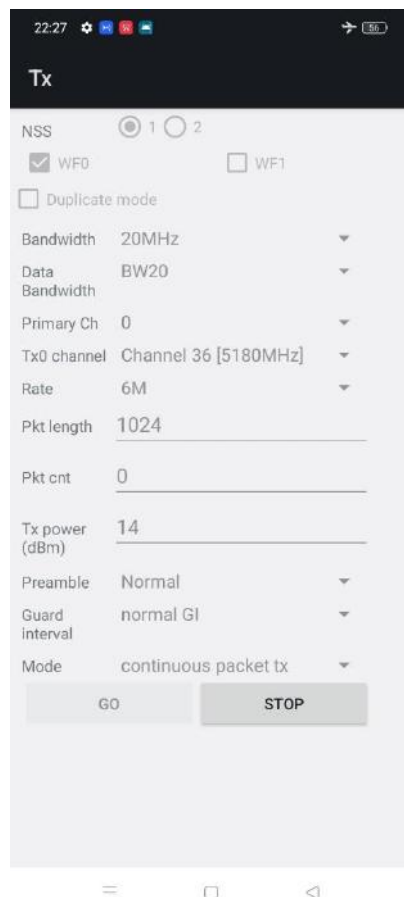 22:27 56
Tx
NSS 1 2
WF0 WF1
Duplicate mode
Bandwidth 20MHz
Data Bandwidth BW20
Primary Ch 0
Tx0 channel Channel 36 [5180MHz]
Rate 6M
Pkt length 1024
Pkt cnt 0
Tx power (dBm) 14
Preamble Normal
Guard interval normal GI
Mode continuous packet tx
GO STOP